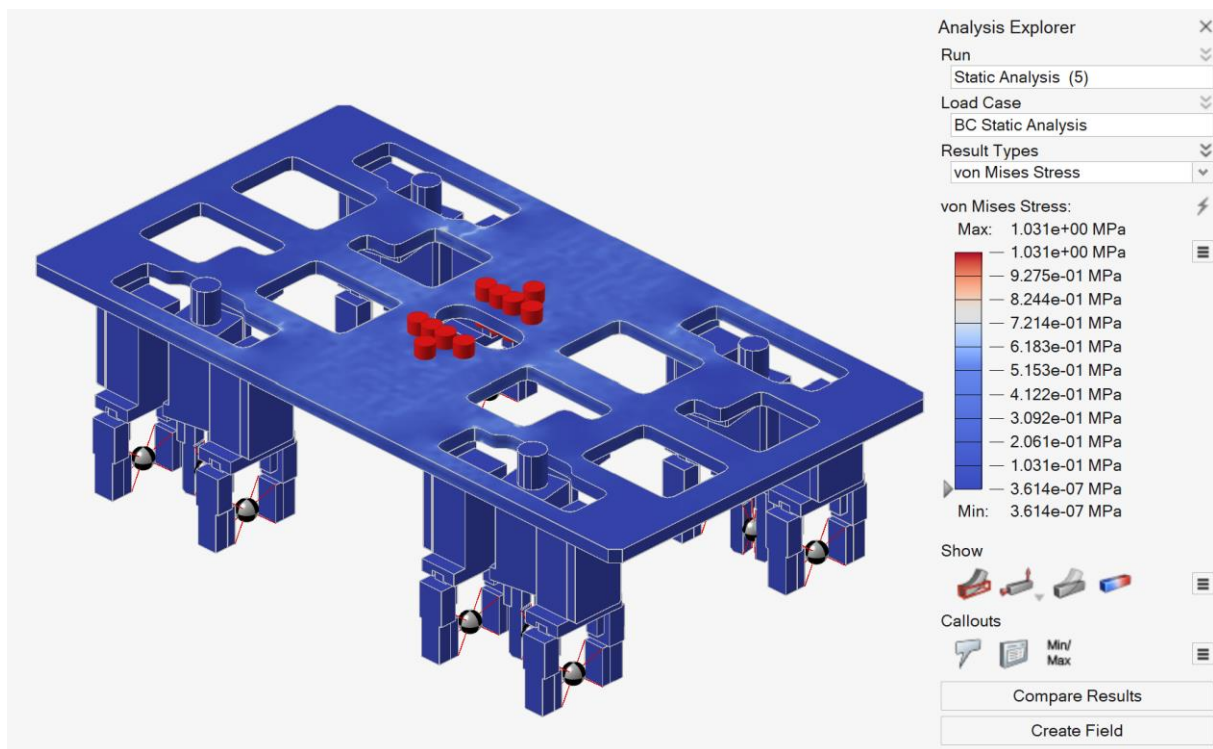 Analysis Explorer
Run
Static Analysis (5)
Load Case
BC Static Analysis
Result Types
von Mises Stress
von Mises Stress:
Max: 1.031e+00 MPa
1.031e+00 MPa
9.275e-01 MPa
8.244e-01 MPa
7.214e-01 MPa
6.183e-01 MPa
5.153e-01 MPa
4.122e-01 MPa
3.092e-01 MPa
2.061e-01 MPa
1.031e-01 MPa
3.614e-07 MPa
Min: 3.614e-07 MPa
Show
Callouts
Min/
Max
Compare Results
Create Field